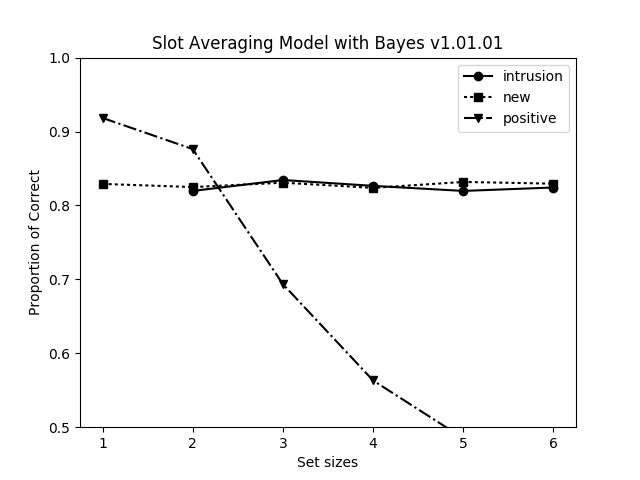 Slot Averaging Model with Bayes v1.01.01
intrusion
new
positive
Proportion of Correct
1.0
0.9
0.8
0.7
0.6
0.5
1 2 3 4 5 6
Set sizes